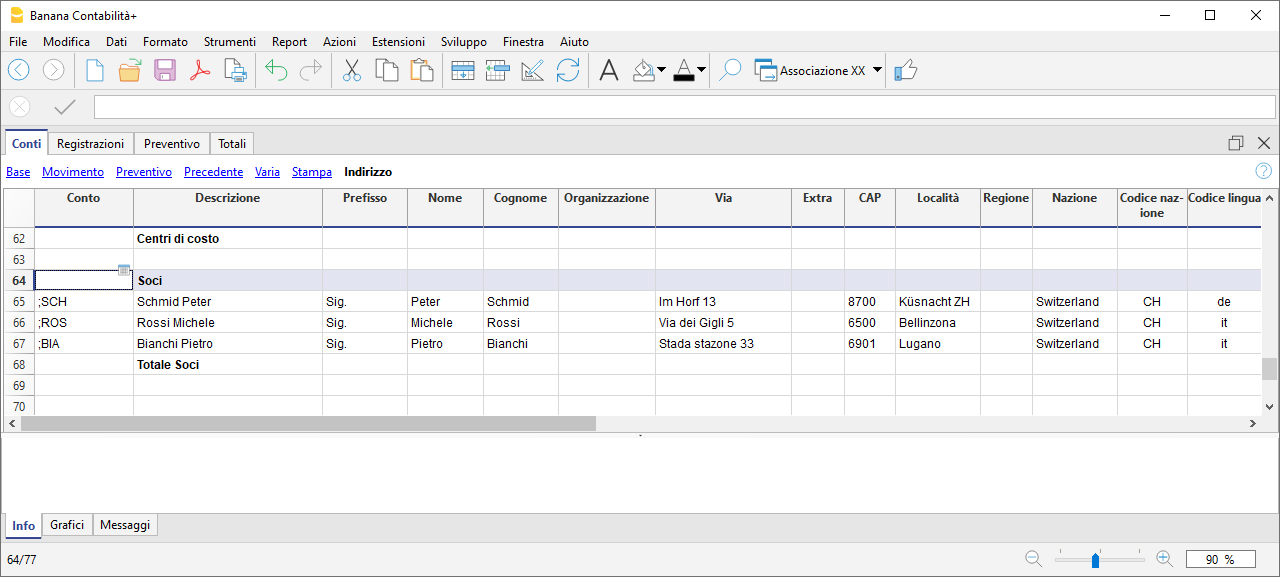 Banana Contabilità+
File Modifica Dati Formato Strumenti Report Azioni Estensioni Sviluppo Finestra Aiuto
Associazione XX
Conti Registrazioni Preventivo Totali
Base Movimento Preventivo Precedente Varia Stampa Indirizzo
Conto Descrizione Prefisso Nome Cognome Organizzazione Via Extra CAP Località Regione Nazione Codice naz- Codice lingua
ione
62 Centri di costo
63
64 Soci
65 ;SCH Schmid Peter Sig. Peter Schmid Im Horf 13 8700 Küsnacht ZH Switzerland CH de
66 ;ROS Rossi Michele Sig. Michele Rossi Via dei Gigli 5 6500 Bellinzona Switzerland CH it
67 ;BIA Bianchi Pietro Sig. Pietro Bianchi Stada stazone 33 6901 Lugano Switzerland CH it
68 Totale Soci
69
70
Info Grafici Messaggi
64/77
90 %